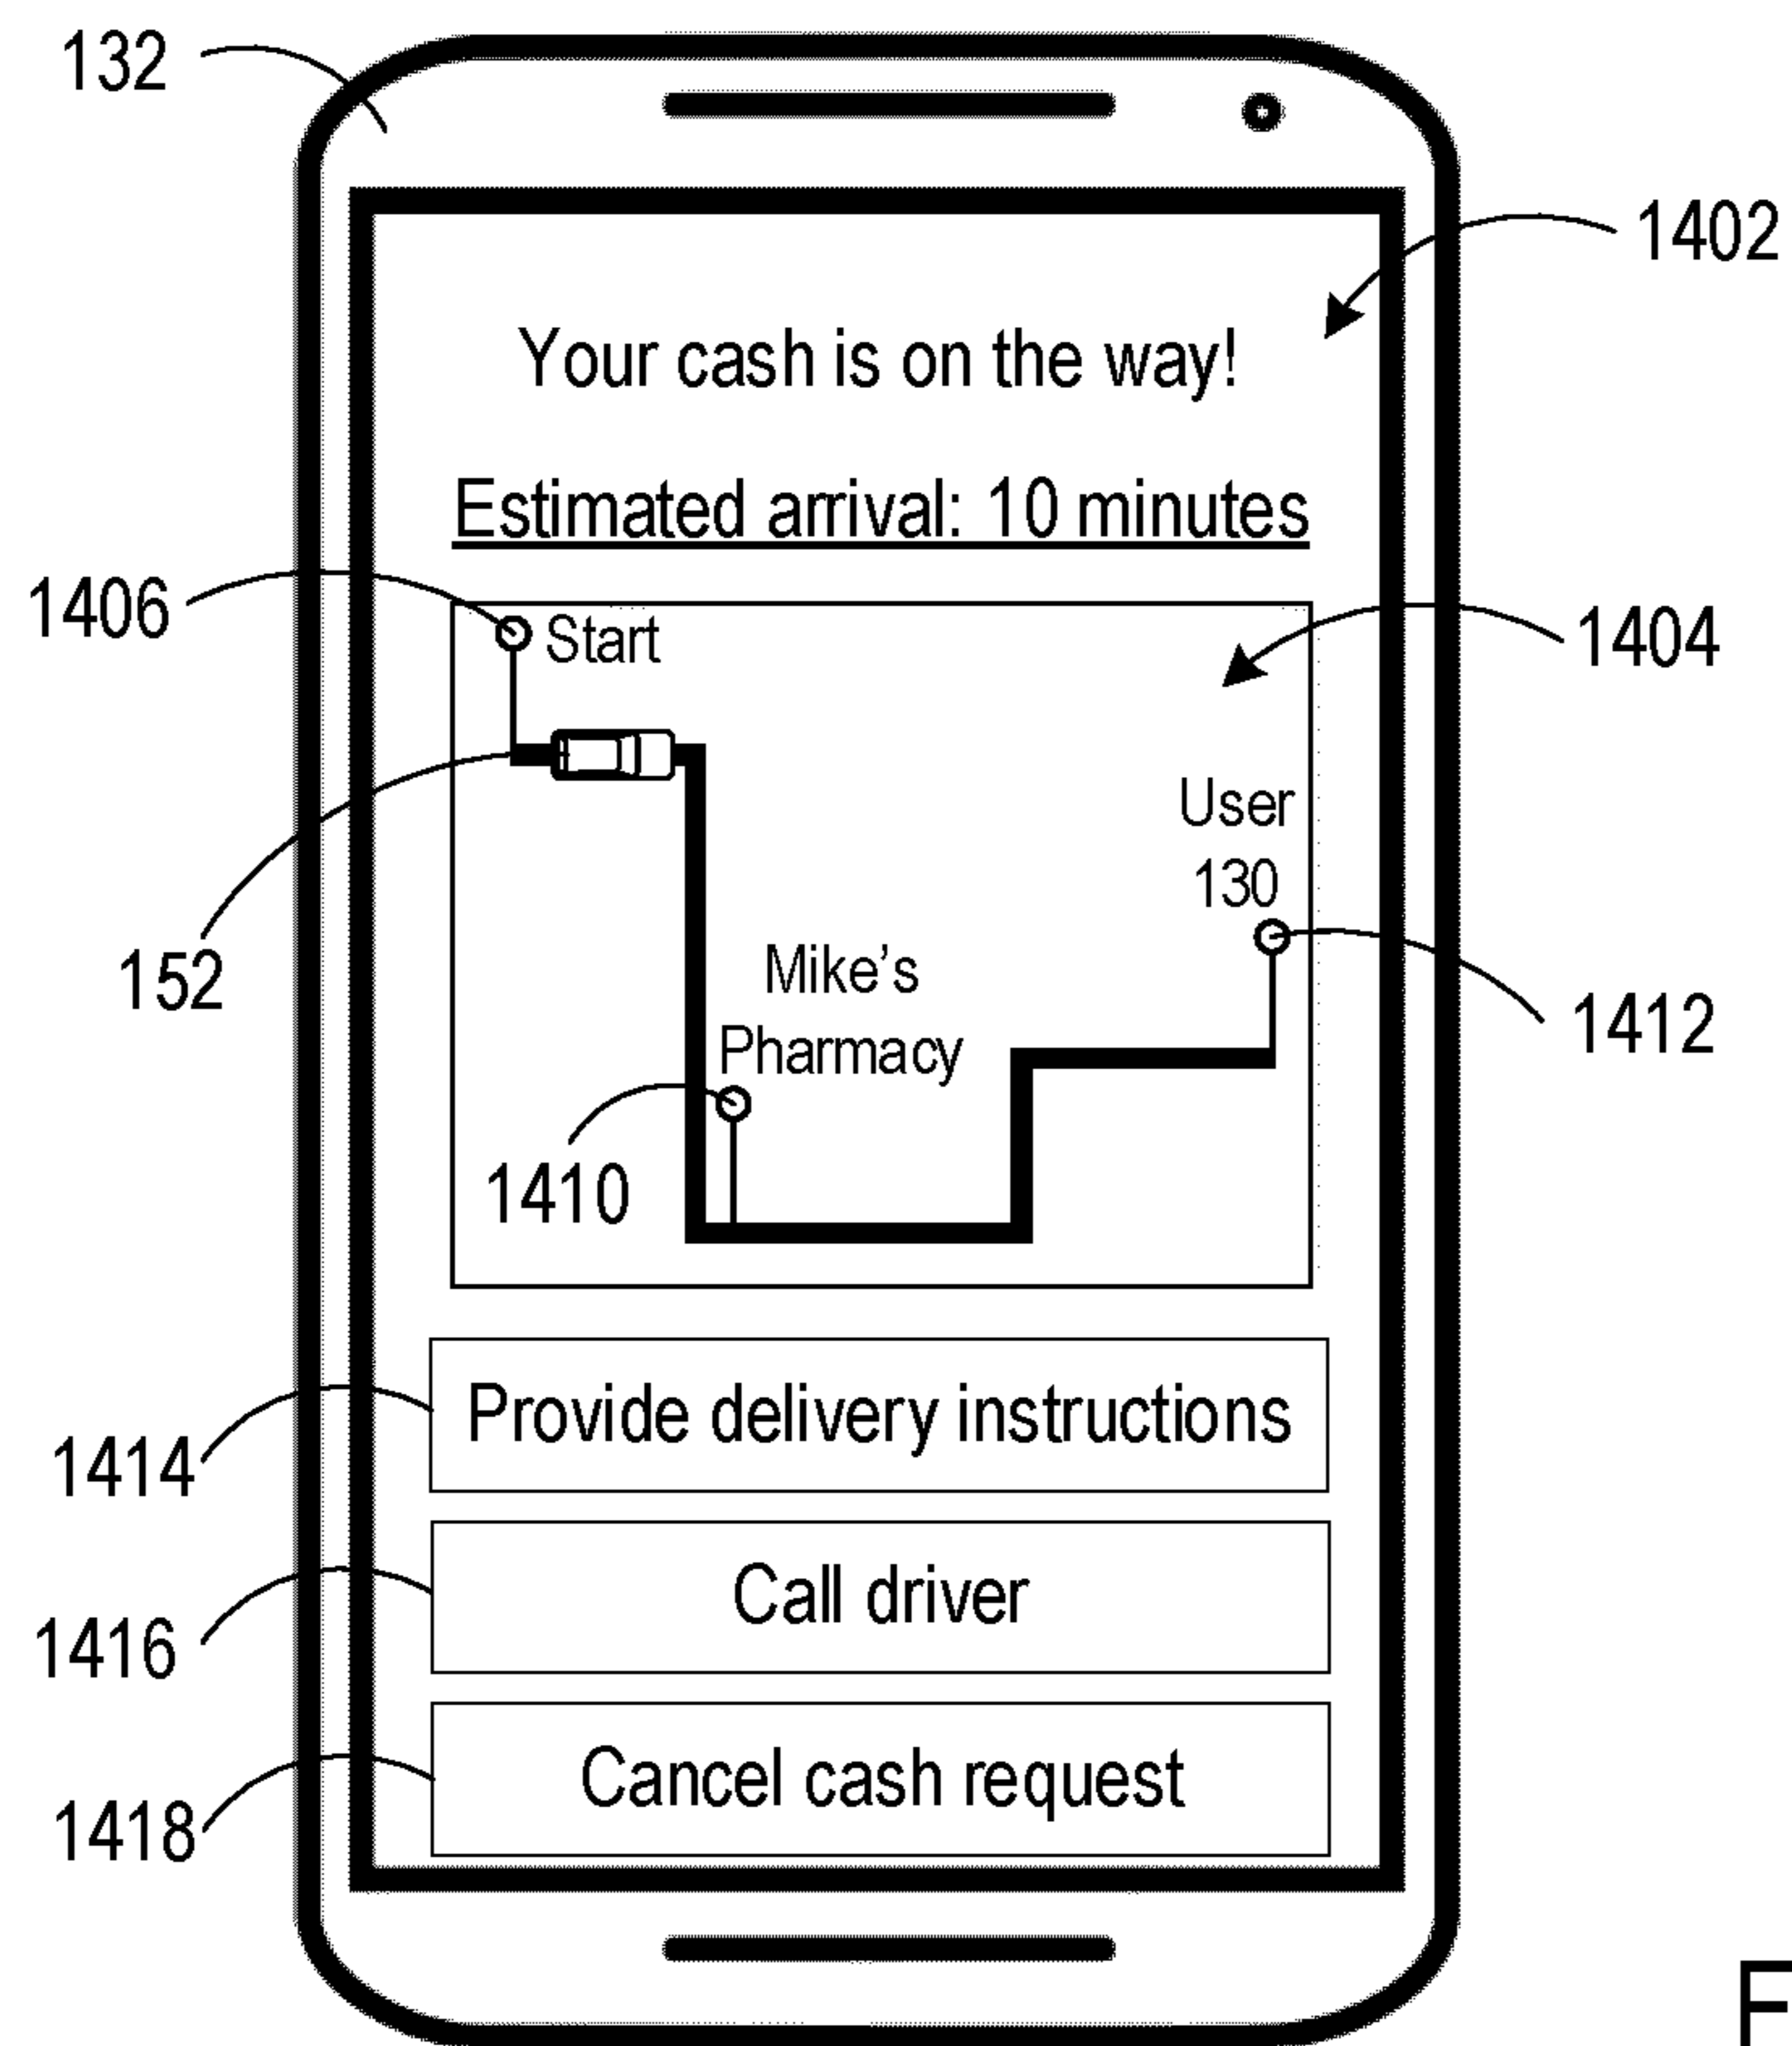 132
1402
Your cash is on the way!
Estimated arrival: 10 minutes
1406
Start
1404
User
130
152
Mike's
Pharmacy
1412
1410
Provide delivery instructions
1414
Call driver
1416
Cancel cash request
1418
F